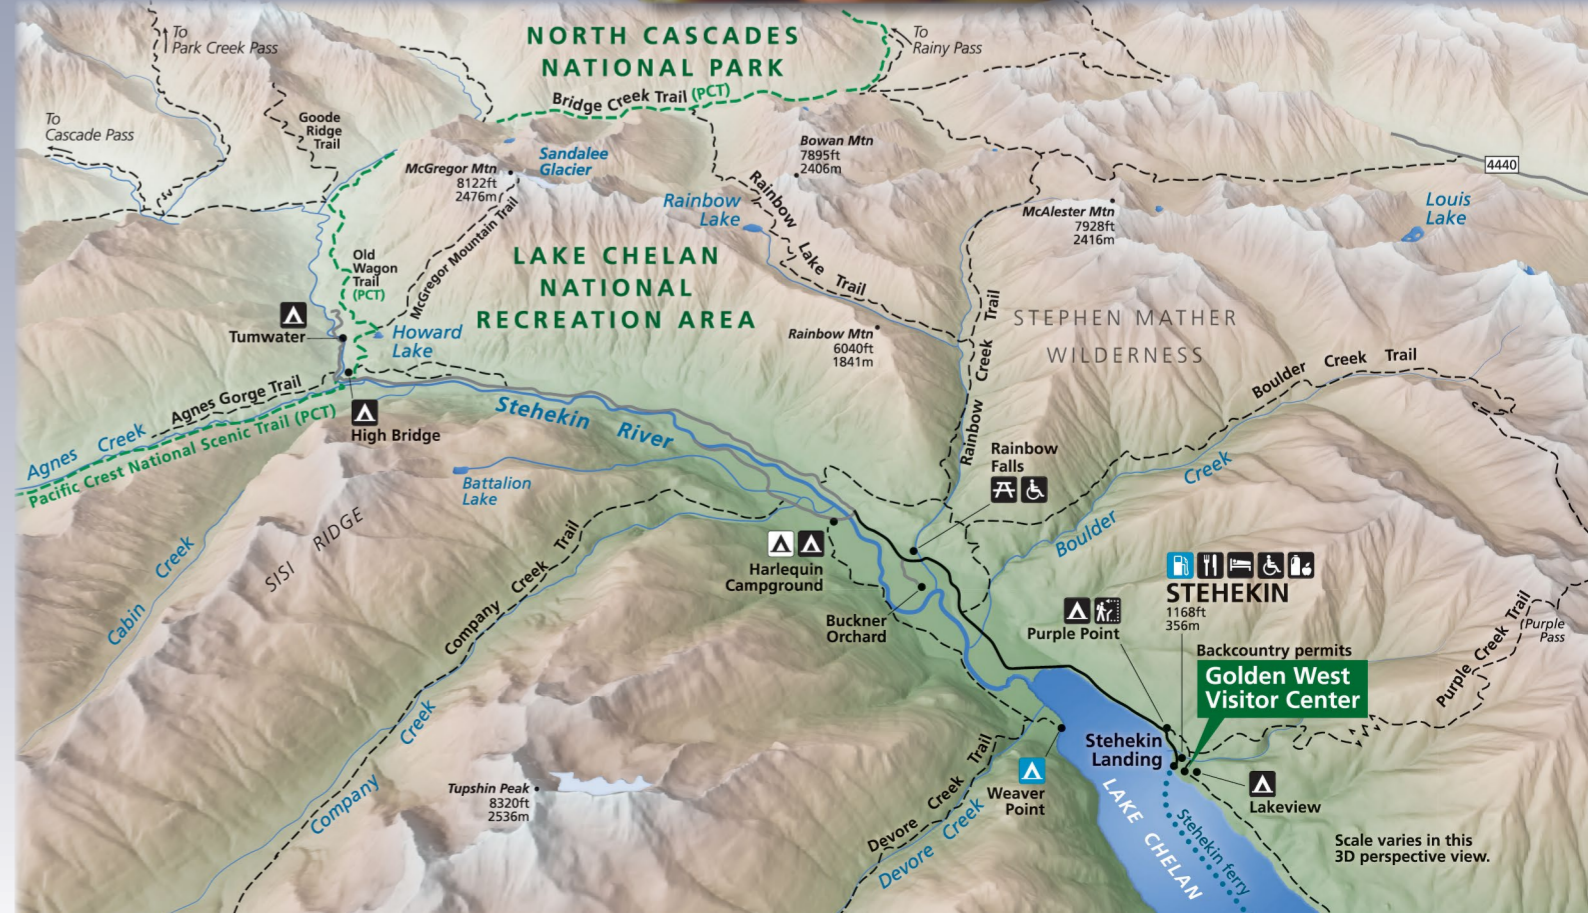 To
Park Creek Pass
NORTH CASCADES
NATIONAL PARK
To
Rainy Pass
Bridge Creek Trail (PCT)
To
Cascade Pass
Goode
Ridge
Trail
Sandalee
Glacier
McGregor Mtn
8122ft
2476m
Bowan Mtn
7895ft
2406m
4440
Rainbow
Lake
Rainbow Lake Trail
McAlester Mtn
7928ft
2416m
Louis
Lake
Old
Wagon
Trail
(PCT)
McGregor Mountain Trail
LAKE CHELAN
NATIONAL
RECREATION AREA
Tumwater
Howard
Lake
Rainbow Mtn
6040ft
1841m
STEPHEN MATHER
WILDERNESS
Rainbow Creek Trail
Boulder Creek Trail
Agnes Gorge Trail
Agnes Creek
Pacific Crest National Scenic Trail (PCT)
High Bridge
Stehekin River
Battalion
Lake
Rainbow
Falls
Boulder Creek
Cabin Creek
SISI RIDGE
Company Creek Trail
Harlequin
Campground
Buckner
Orchard
Purple Point
STEHEKIN
1168ft
356m
Backcountry permits
Golden West
Visitor Center
Purple Creek Trail
(Purple
Pass
Company Creek
Tupshin Peak
8320ft
2536m
Devore Creek Trail
Devore Creek
Weaver
Point
Stehekin
Landing
LAKE CHELAN
Stehekin ferry
Lakeview
Scale varies in this
3D perspective view.